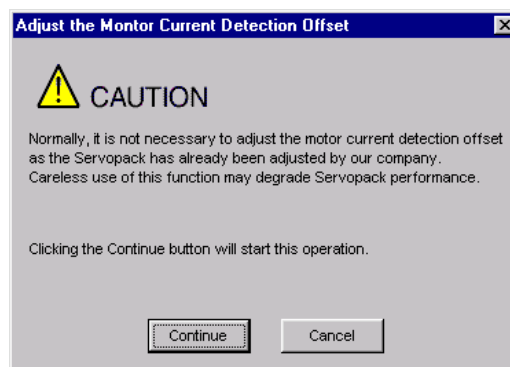 Adjust the Montor Current Detection Offset
CAUTION
Normally, it is not necessary to adjust the motor current detection offset
as the Servopack has already been adjusted by our company.
Careless use of this function may degrade Servopack performance.
Clicking the Continue button will start this operation.
Continue Cancel